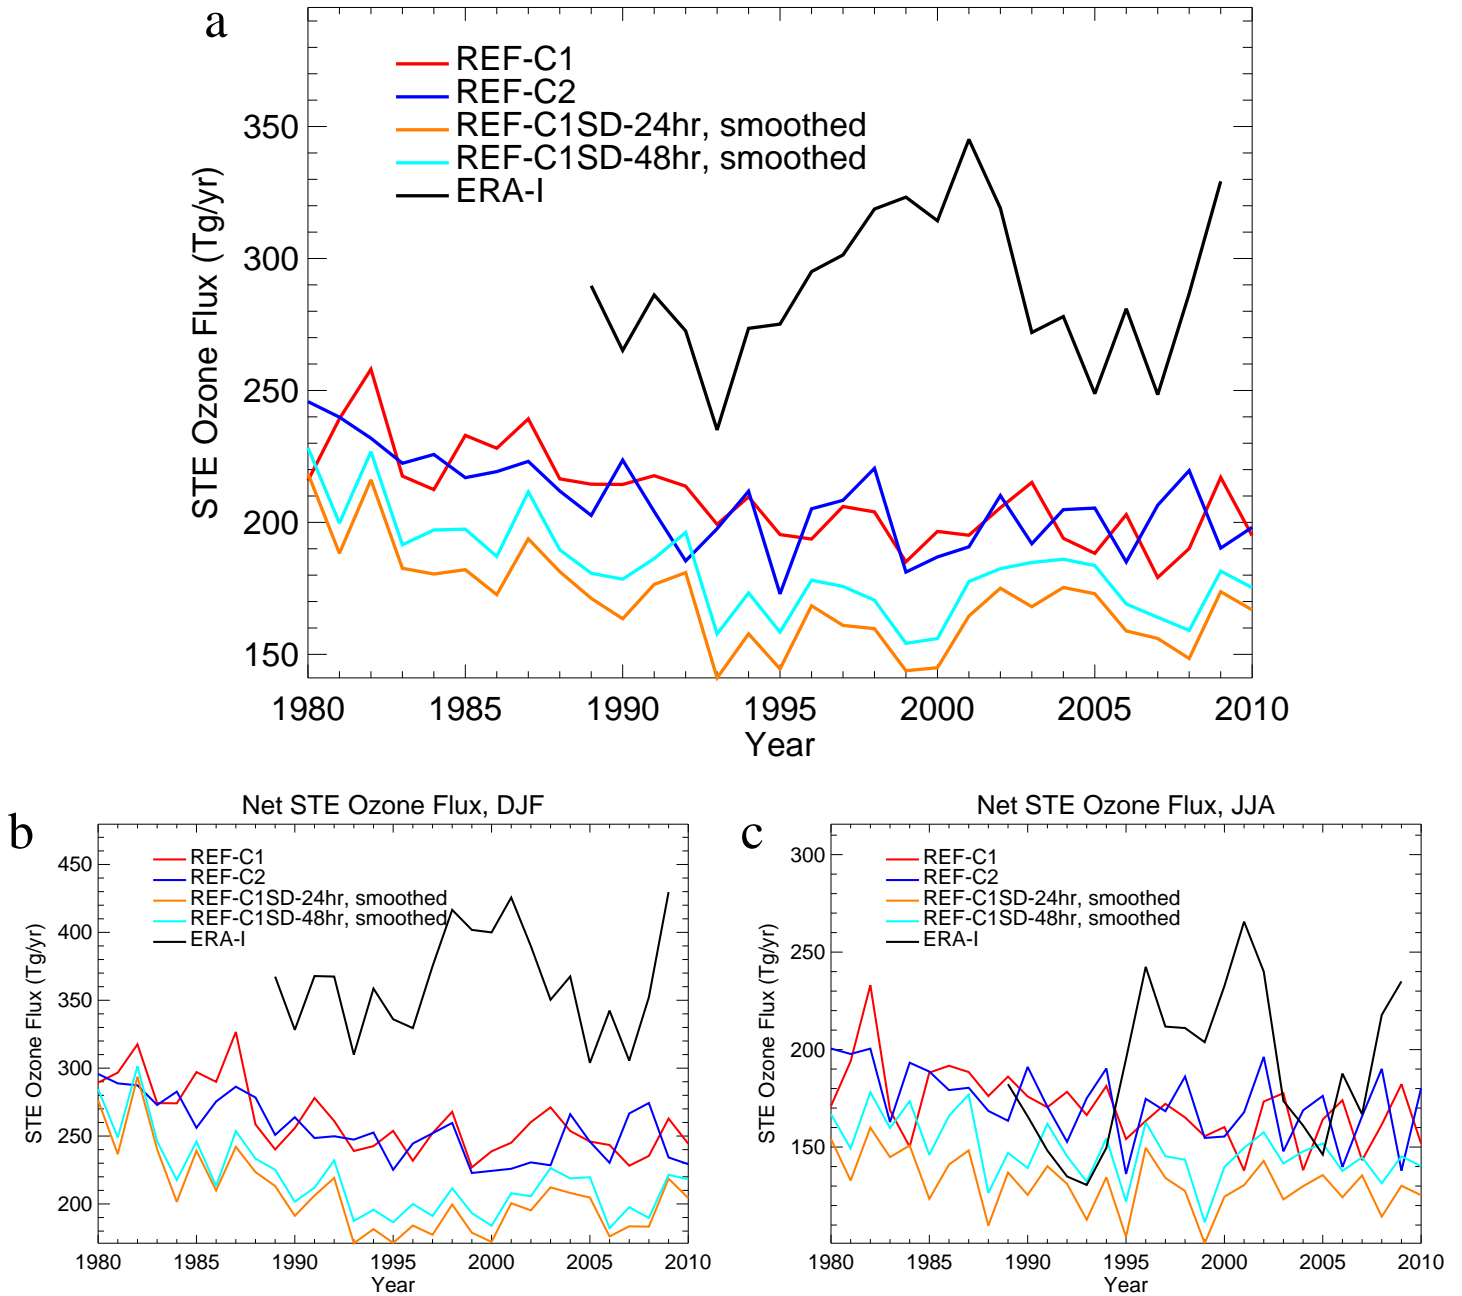 a
REF-C1
REF-C2
REF-C1SD-24hr, smoothed
REF-C1SD-48hr, smoothed
ERA-I
STE Ozone Flux (Tg/yr)
350
300
250
200
150
1980 1985 1990 1995 2000 2005 2010
Year
b
Net STE Ozone Flux, DJF
REF-C1
REF-C2
REF-C1SD-24hr, smoothed
REF-C1SD-48hr, smoothed
ERA-I
STE Ozone Flux (Tg/yr)
450
400
350
300
250
200
1980 1985 1990 1995 2000 2005 2010
Year
c
Net STE Ozone Flux, JJA
REF-C1
REF-C2
REF-C1SD-24hr, smoothed
REF-C1SD-48hr, smoothed
ERA-I
STE Ozone Flux (Tg/yr)
300
250
200
150
1980 1985 1990 1995 2000 2005 2010
Year